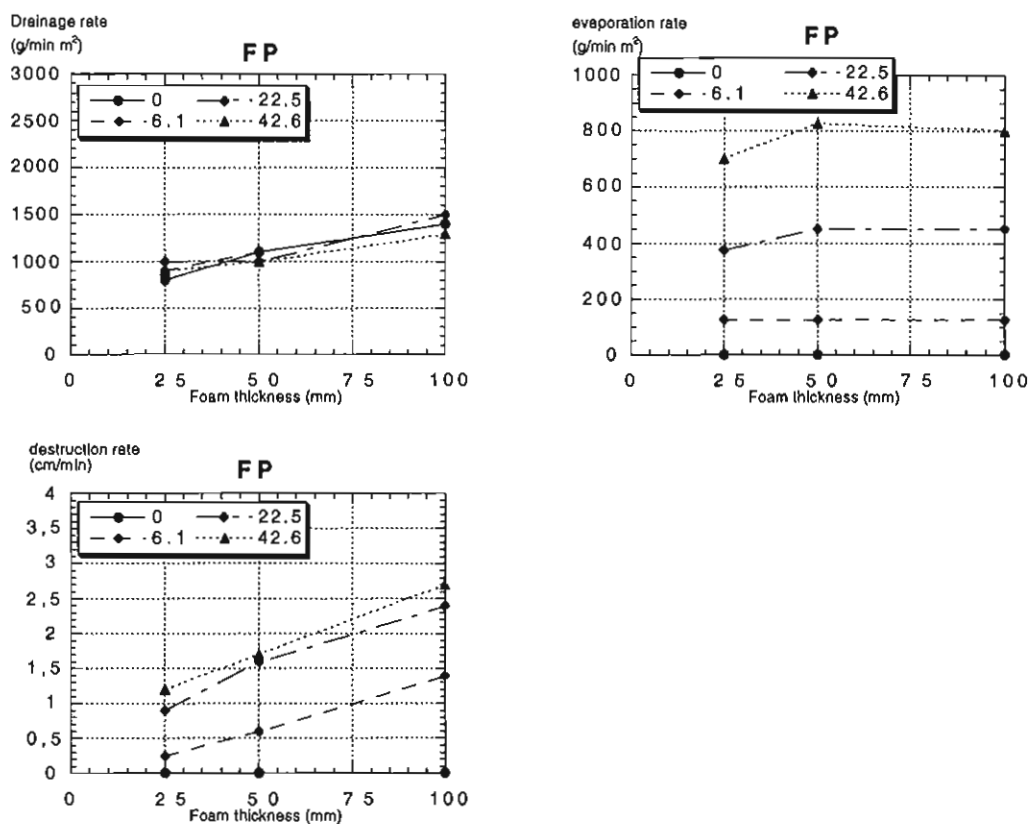 Drainage rate
(g/min m²)
FP
3000
2500
2000
1500
1000
500
0
0 22.5
6.1 42.6
0 25 50 75 100
Foam thickness (mm)
evaporation rate
(g/min m²)
FP
1000
800
600
400
200
0
0 22.5
6.1 42.6
0 25 50 75 100
Foam thickness (mm)
destruction rate
(cm/min)
FP
4
3,5
3
2,5
2
1,5
1
0,5
0
0 22.5
6.1 42.6
0 25 50 75 100
Foam thickness (mm)